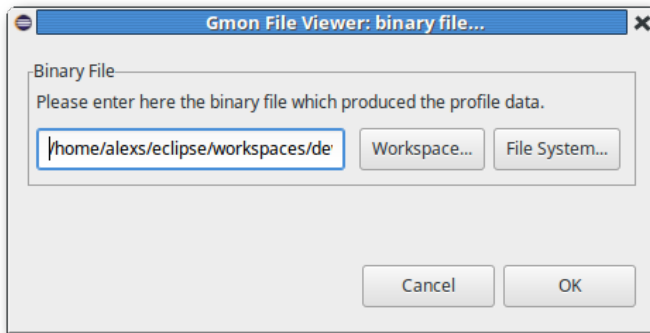 Gmon File Viewer: binary file...
Binary File
Please enter here the binary file which produced the profile data.
/home/alexs/eclipse/workspaces/de
Workspace...
File System...
Cancel
OK